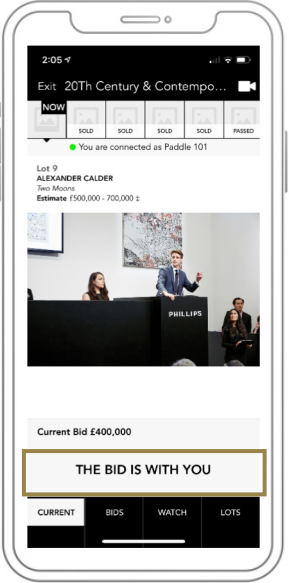 2:05
Exit 20Th Century & Contempo...
NOW
SOLD SOLD SOLD SOLD PASSED
You are connected as Paddle 101
Lot 9
ALEXANDER CALDER
Two Moons
Estimate £500,000 - 700,000 ‡
PHILLIPS
Current Bid £400,000
THE BID IS WITH YOU
CURRENT BIDS WATCH LOTS